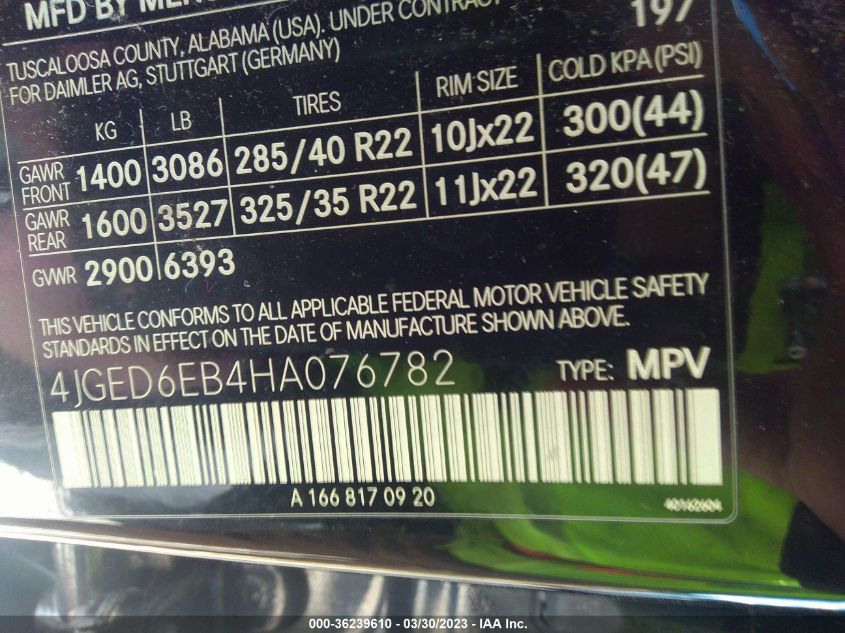 MFD BY
197
TUSCALOOSA COUNTY, ALABAMA (USA). UNDER CONTRACT
FOR DAIMLER AG, STUTTGART (GERMANY)
KG LB TIRES RIM SIZE COLD KPA (PSI)
GAWR FRONT 1400 3086 285/40 R22 10Jx22 300(44)
GAWR REAR 1600 3527 325/35 R22 11Jx22 320(47)
GVWR 2900 6393
THIS VEHICLE CONFORMS TO ALL APPLICABLE FEDERAL MOTOR VEHICLE SAFETY
STANDARDS IN EFFECT ON THE DATE OF MANUFACTURE SHOWN ABOVE.
4JGED6EB4HA076782 TYPE: MPV
A 166 817 09 20
40162604
000-36239610 - 03/30/2023 - IAA Inc.